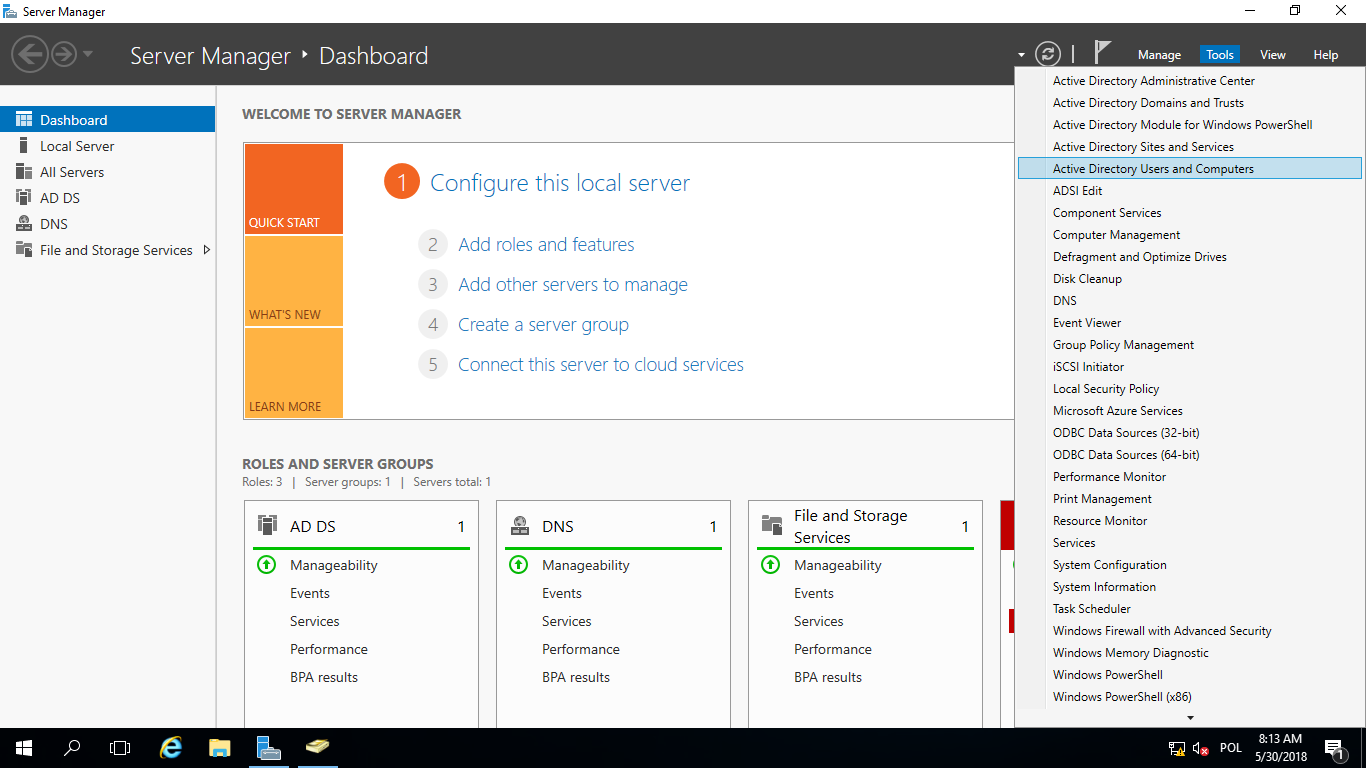 Server Manager
Server Manager ‣ Dashboard
Manage Tools View Help
Dashboard
Local Server
All Servers
AD DS
DNS
File and Storage Services
WELCOME TO SERVER MANAGER
QUICK START
WHAT'S NEW
LEARN MORE
1 Configure this local server
2 Add roles and features
3 Add other servers to manage
4 Create a server group
5 Connect this server to cloud services
ROLES AND SERVER GROUPS
Roles: 3 | Server groups: 1 | Servers total: 1
AD DS 1
Manageability
Events
Services
Performance
BPA results
DNS 1
Manageability
Events
Services
Performance
BPA results
File and Storage
Services 1
Manageability
Events
Services
Performance
BPA results
Active Directory Administrative Center
Active Directory Domains and Trusts
Active Directory Module for Windows PowerShell
Active Directory Sites and Services
Active Directory Users and Computers
ADSI Edit
Component Services
Computer Management
Defragment and Optimize Drives
Disk Cleanup
DNS
Event Viewer
Group Policy Management
iSCSI Initiator
Local Security Policy
Microsoft Azure Services
ODBC Data Sources (32-bit)
ODBC Data Sources (64-bit)
Performance Monitor
Print Management
Resource Monitor
Services
System Configuration
System Information
Task Scheduler
Windows Firewall with Advanced Security
Windows Memory Diagnostic
Windows PowerShell
Windows PowerShell (x86)
POL
8:13 AM
5/30/2018
1